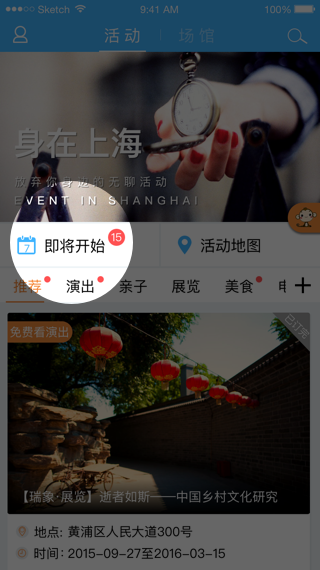 Sketch 9:41 AM 100%
活动 场馆
身在上海
放弃你身边的无聊活动
EVENT IN SHANGHAI
7 即将开始 15 活动地图
推荐 演出 亲子 展览 美食
免费看演出
【瑞象·展览】逝者如斯——中国乡村文化研究
地点: 黄浦区人民大道300号
时间: 2015-09-27至2016-03-15